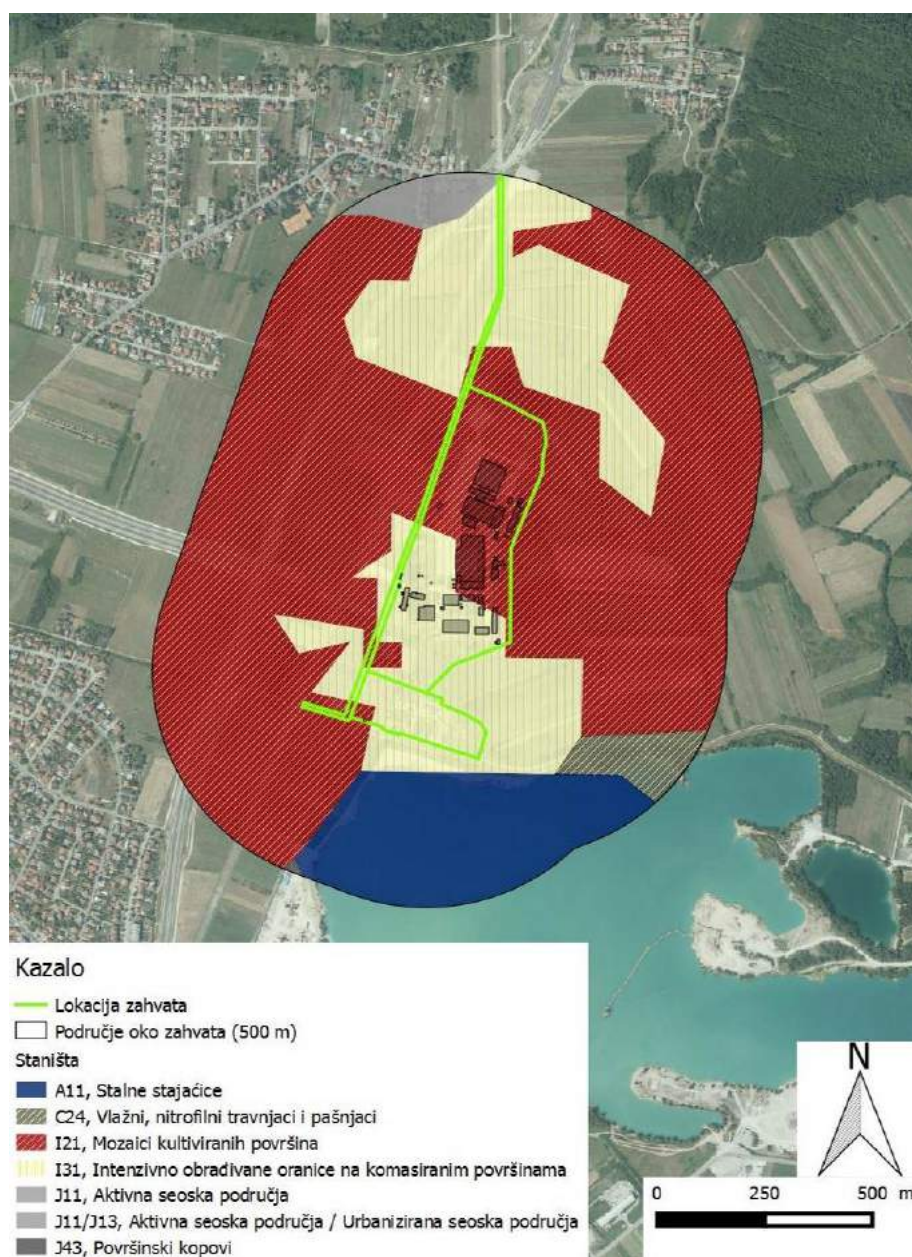 Kazalo
Lokacija zahvata
Područje oko zahvata (500 m)
Staništa
A11, Stalne stajaćice
C24, Vlažni, nitrofilni travnjaci i pašnjaci
I21, Mozaici kultiviranih površina
I31, Intenzivno obrađivane oranice na komasiranim površinama
J11, Aktivna seoska područja
J11/J13, Aktivna seoska područja / Urbanizirana seoska područja
J43, Površinski kopovi
N
0 250 500 m